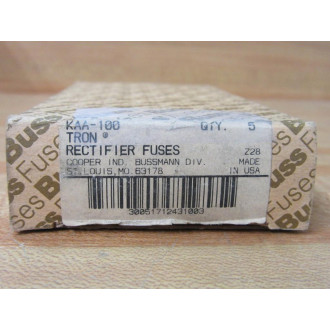 KAA-100 QTY. 5
TRON®
RECTIFIER FUSES Z28
COOPER IND. BUSSMANN DIV. MADE
ST. LOUIS, MO. 63178 IN USA
30051712431003
Buss
Fuses
Buss
Fuses